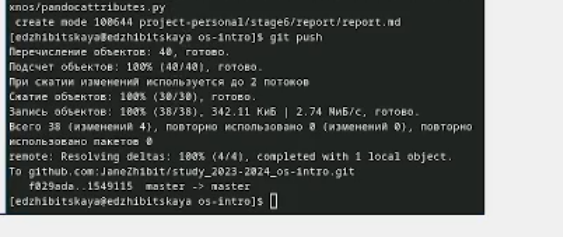 xnos/pandocattributes.py
 create mode 100644 project-personal/stage6/report/report.md
[edzhibitskaya@edzhibitskaya os-intro]$ git push
Перечисление объектов: 40, готово.
Подсчет объектов: 100% (40/40), готово.
При сжатии изменений используется до 2 потоков
Сжатие объектов: 100% (30/30), готово.
Запись объектов: 100% (38/38), 342.11 КиБ | 2.74 МиБ/с, готово.
Всего 38 (изменений 4), повторно использовано 0 (изменений 0), повторно
использовано пакетов 0
remote: Resolving deltas: 100% (4/4), completed with 1 local object.
To github.com:JaneZhibit/study_2023-2024_os-intro.git
   f029ada..1549115  master -> master
[edzhibitskaya@edzhibitskaya os-intro]$